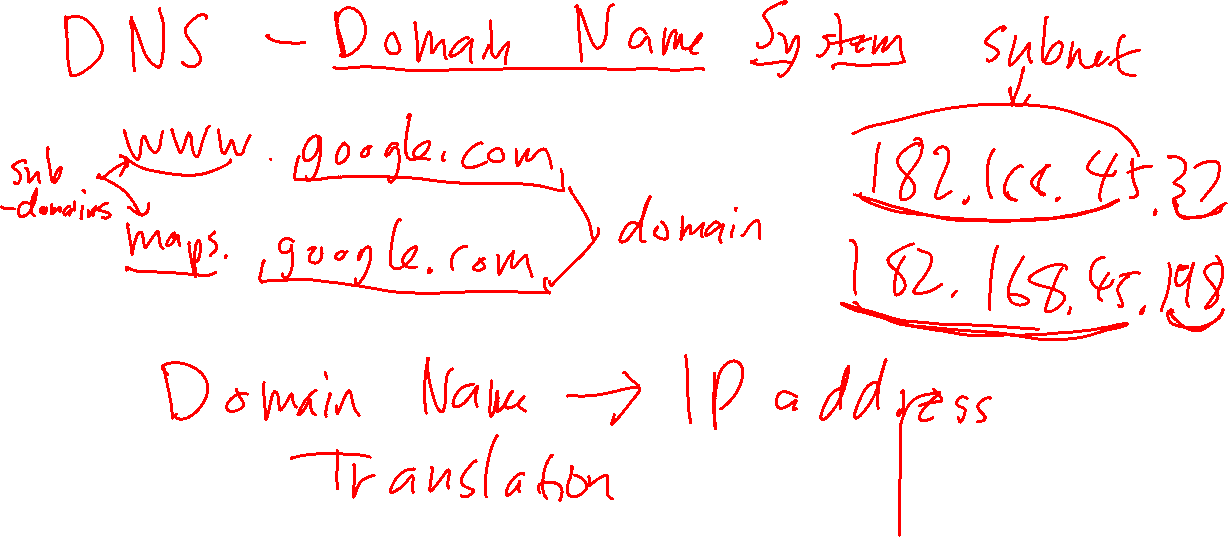 DNS - Domain Name System
subnet
www.google.com
sub
-domains
maps.google.com
domain
182.168.45.32
182.168.45.198
Domain Name → IP address
Translation